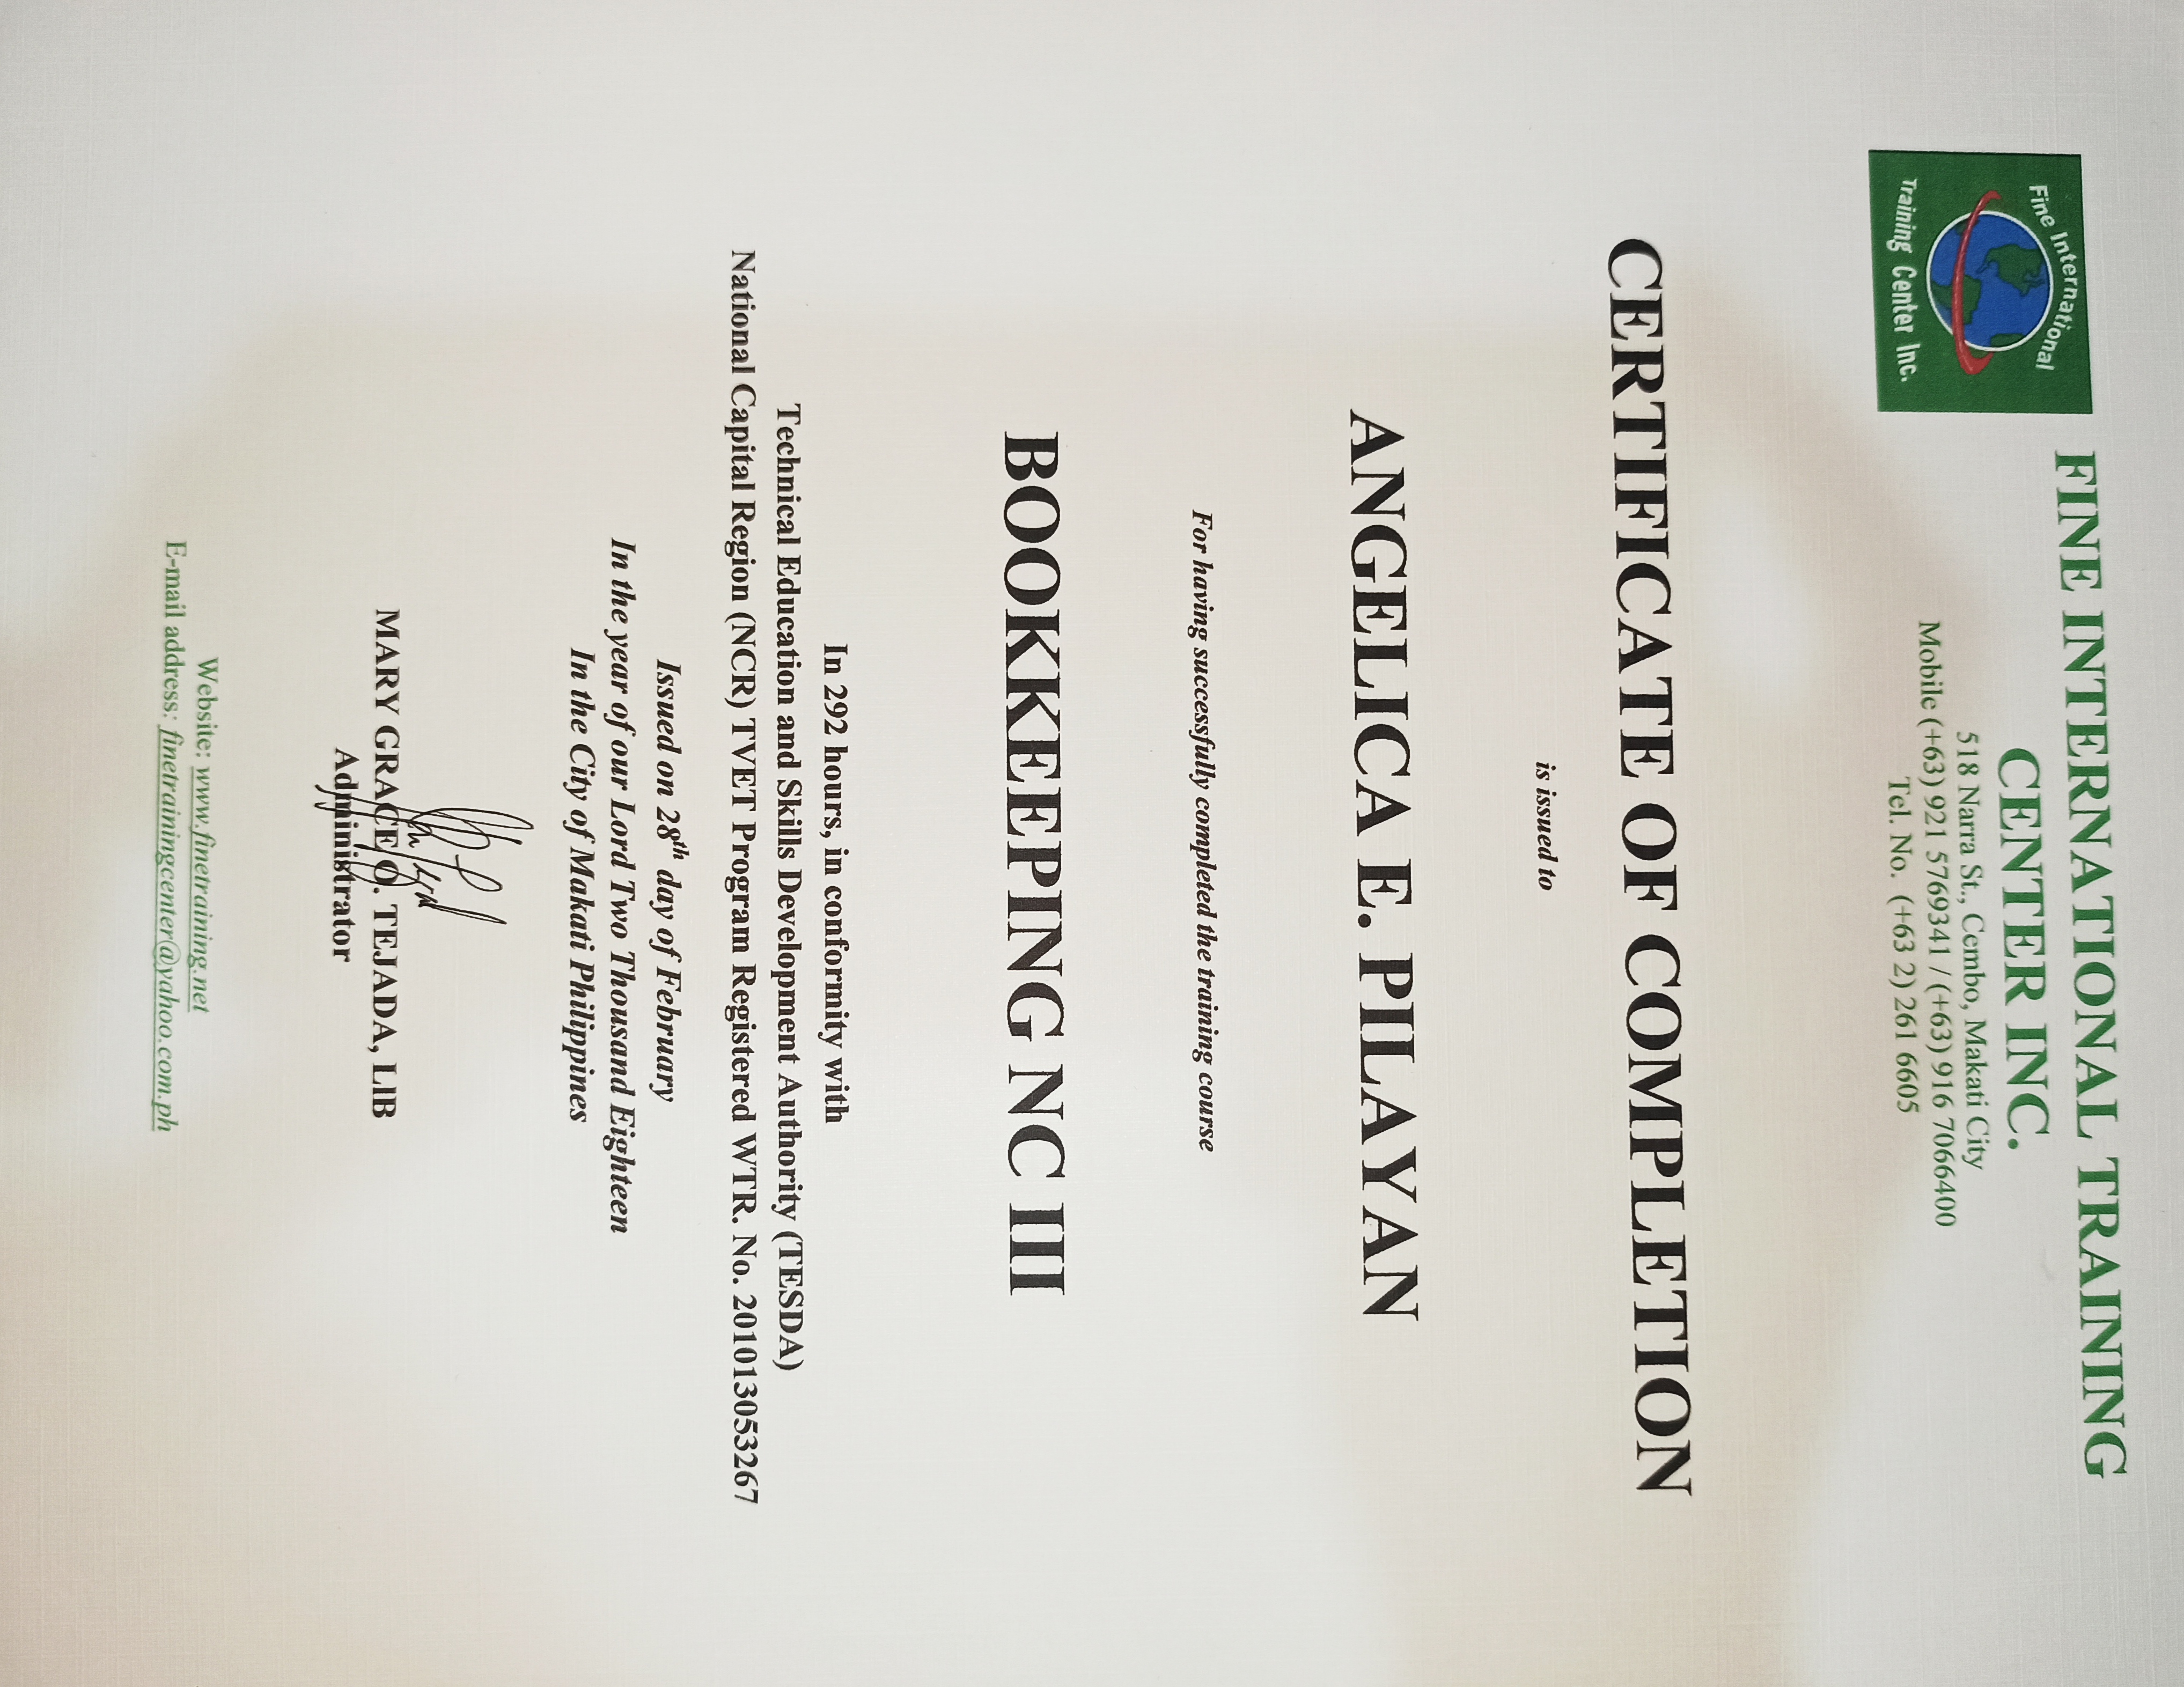 Fine International
Training Center Inc.
FINE INTERNATIONAL TRAINING
CENTER INC.
518 Narra St., Cembo, Makati City
Mobile (+63) 921 5769341 / (+63) 916 7066400
Tel. No. (+63 2) 261 6605
CERTIFICATE OF COMPLETION
is issued to
ANGELICA E. PILAYAN
For having successfully completed the training course
BOOKKEEPING NC III
In 292 hours, in conformity with
Technical Education and Skills Development Authority (TESDA)
National Capital Region (NCR) TVET Program Registered WTR. No. 201013053267
Issued on 28th day of February
In the year of our Lord Two Thousand Eighteen
In the City of Makati Philippines
MARY GRACE O. TEJADA, LIB
Administrator
Website: www.finetraining.net
E-mail address: finetrainingcenter@yahoo.com.ph